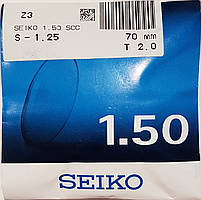 Z3
SEIKO 1.50 SCC
S - 1.25 70 mm
T 2.0
1.50
SEIKO